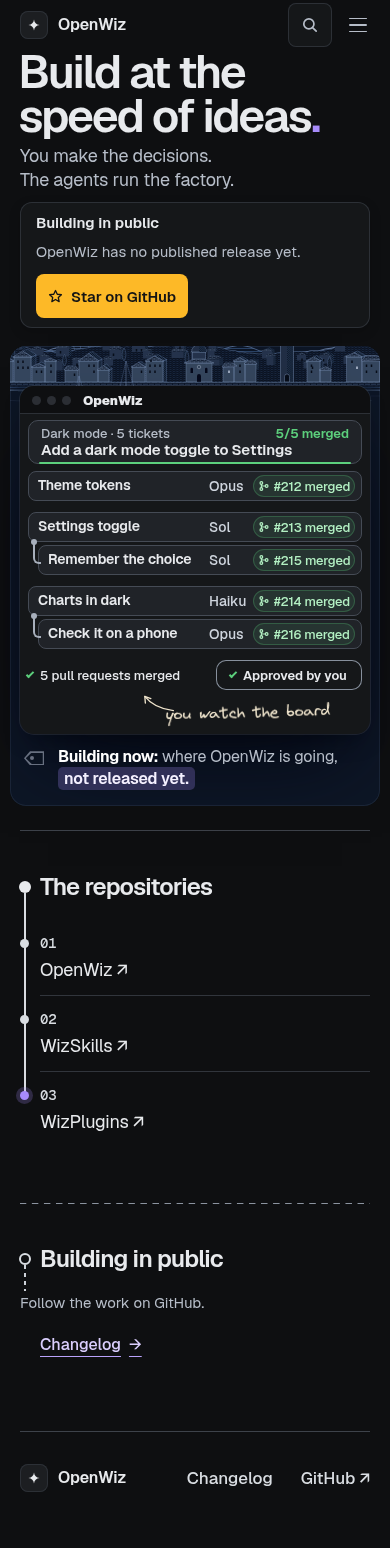 OpenWiz
Build at the
speed of ideas.
You make the decisions.
The agents run the factory.
Building in public
OpenWiz has no published release yet.
Star on GitHub
OpenWiz
Dark mode · 5 tickets 5/5 merged
Add a dark mode toggle to Settings
Theme tokens Opus #212 merged
Settings toggle Sol #213 merged
Remember the choice Sol #215 merged
Charts in dark Haiku #214 merged
Check it on a phone Opus #216 merged
5 pull requests merged Approved by you
you watch the board
Building now: where OpenWiz is going,
not released yet.
The repositories
01
OpenWiz ↗
02
WizSkills ↗
03
WizPlugins ↗
Building in public
Follow the work on GitHub.
Changelog →
OpenWiz Changelog GitHub ↗